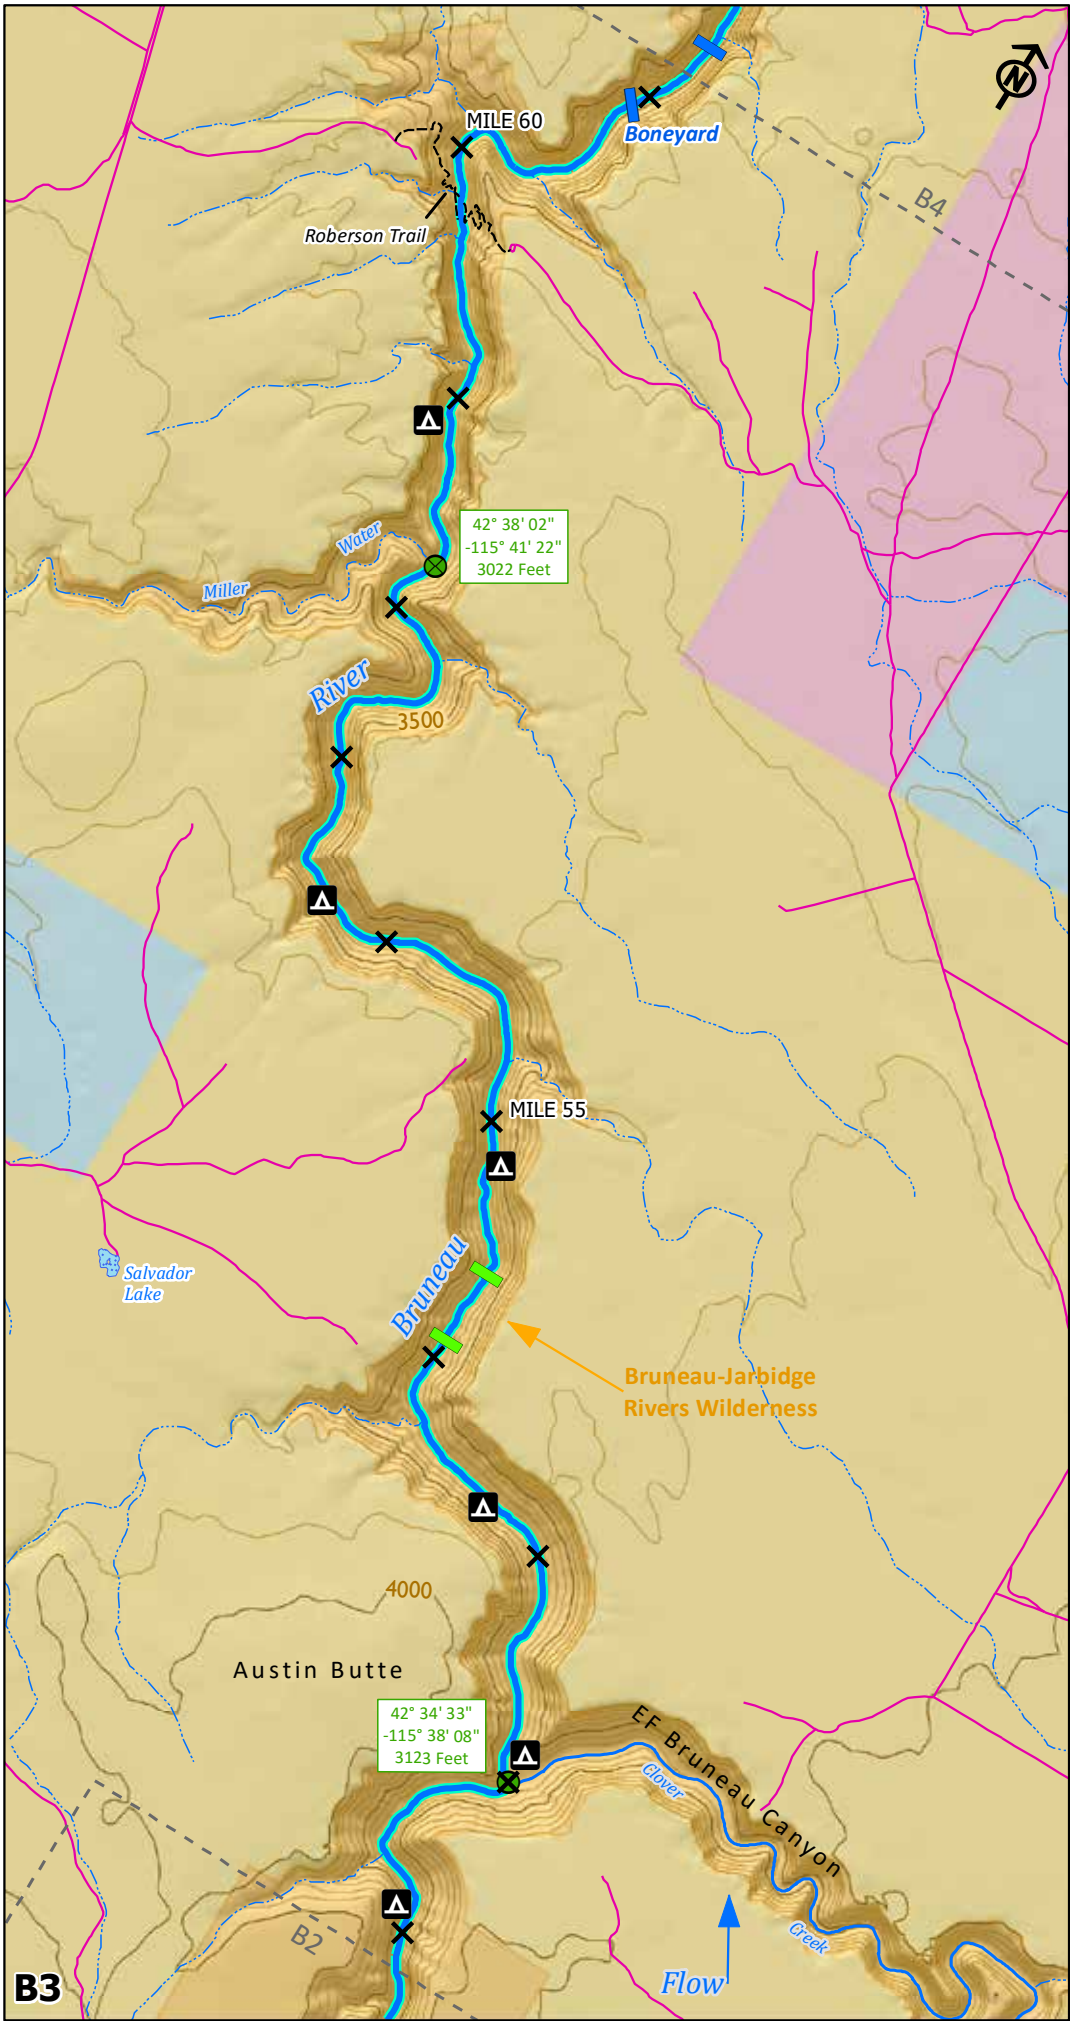 N
MILE 60
Boneyard
B4
Roberson Trail
42° 38' 02"
-115° 41' 22"
3022 Feet
Water
Miller
River
3500
MILE 55
Salvador
Lake
Bruneau
Bruneau-Jarbidge
Rivers Wilderness
4000
Austin Butte
42° 34' 33"
-115° 38' 08"
3123 Feet
EF Bruneau Canyon
Clover
Creek
B2
Flow
B3